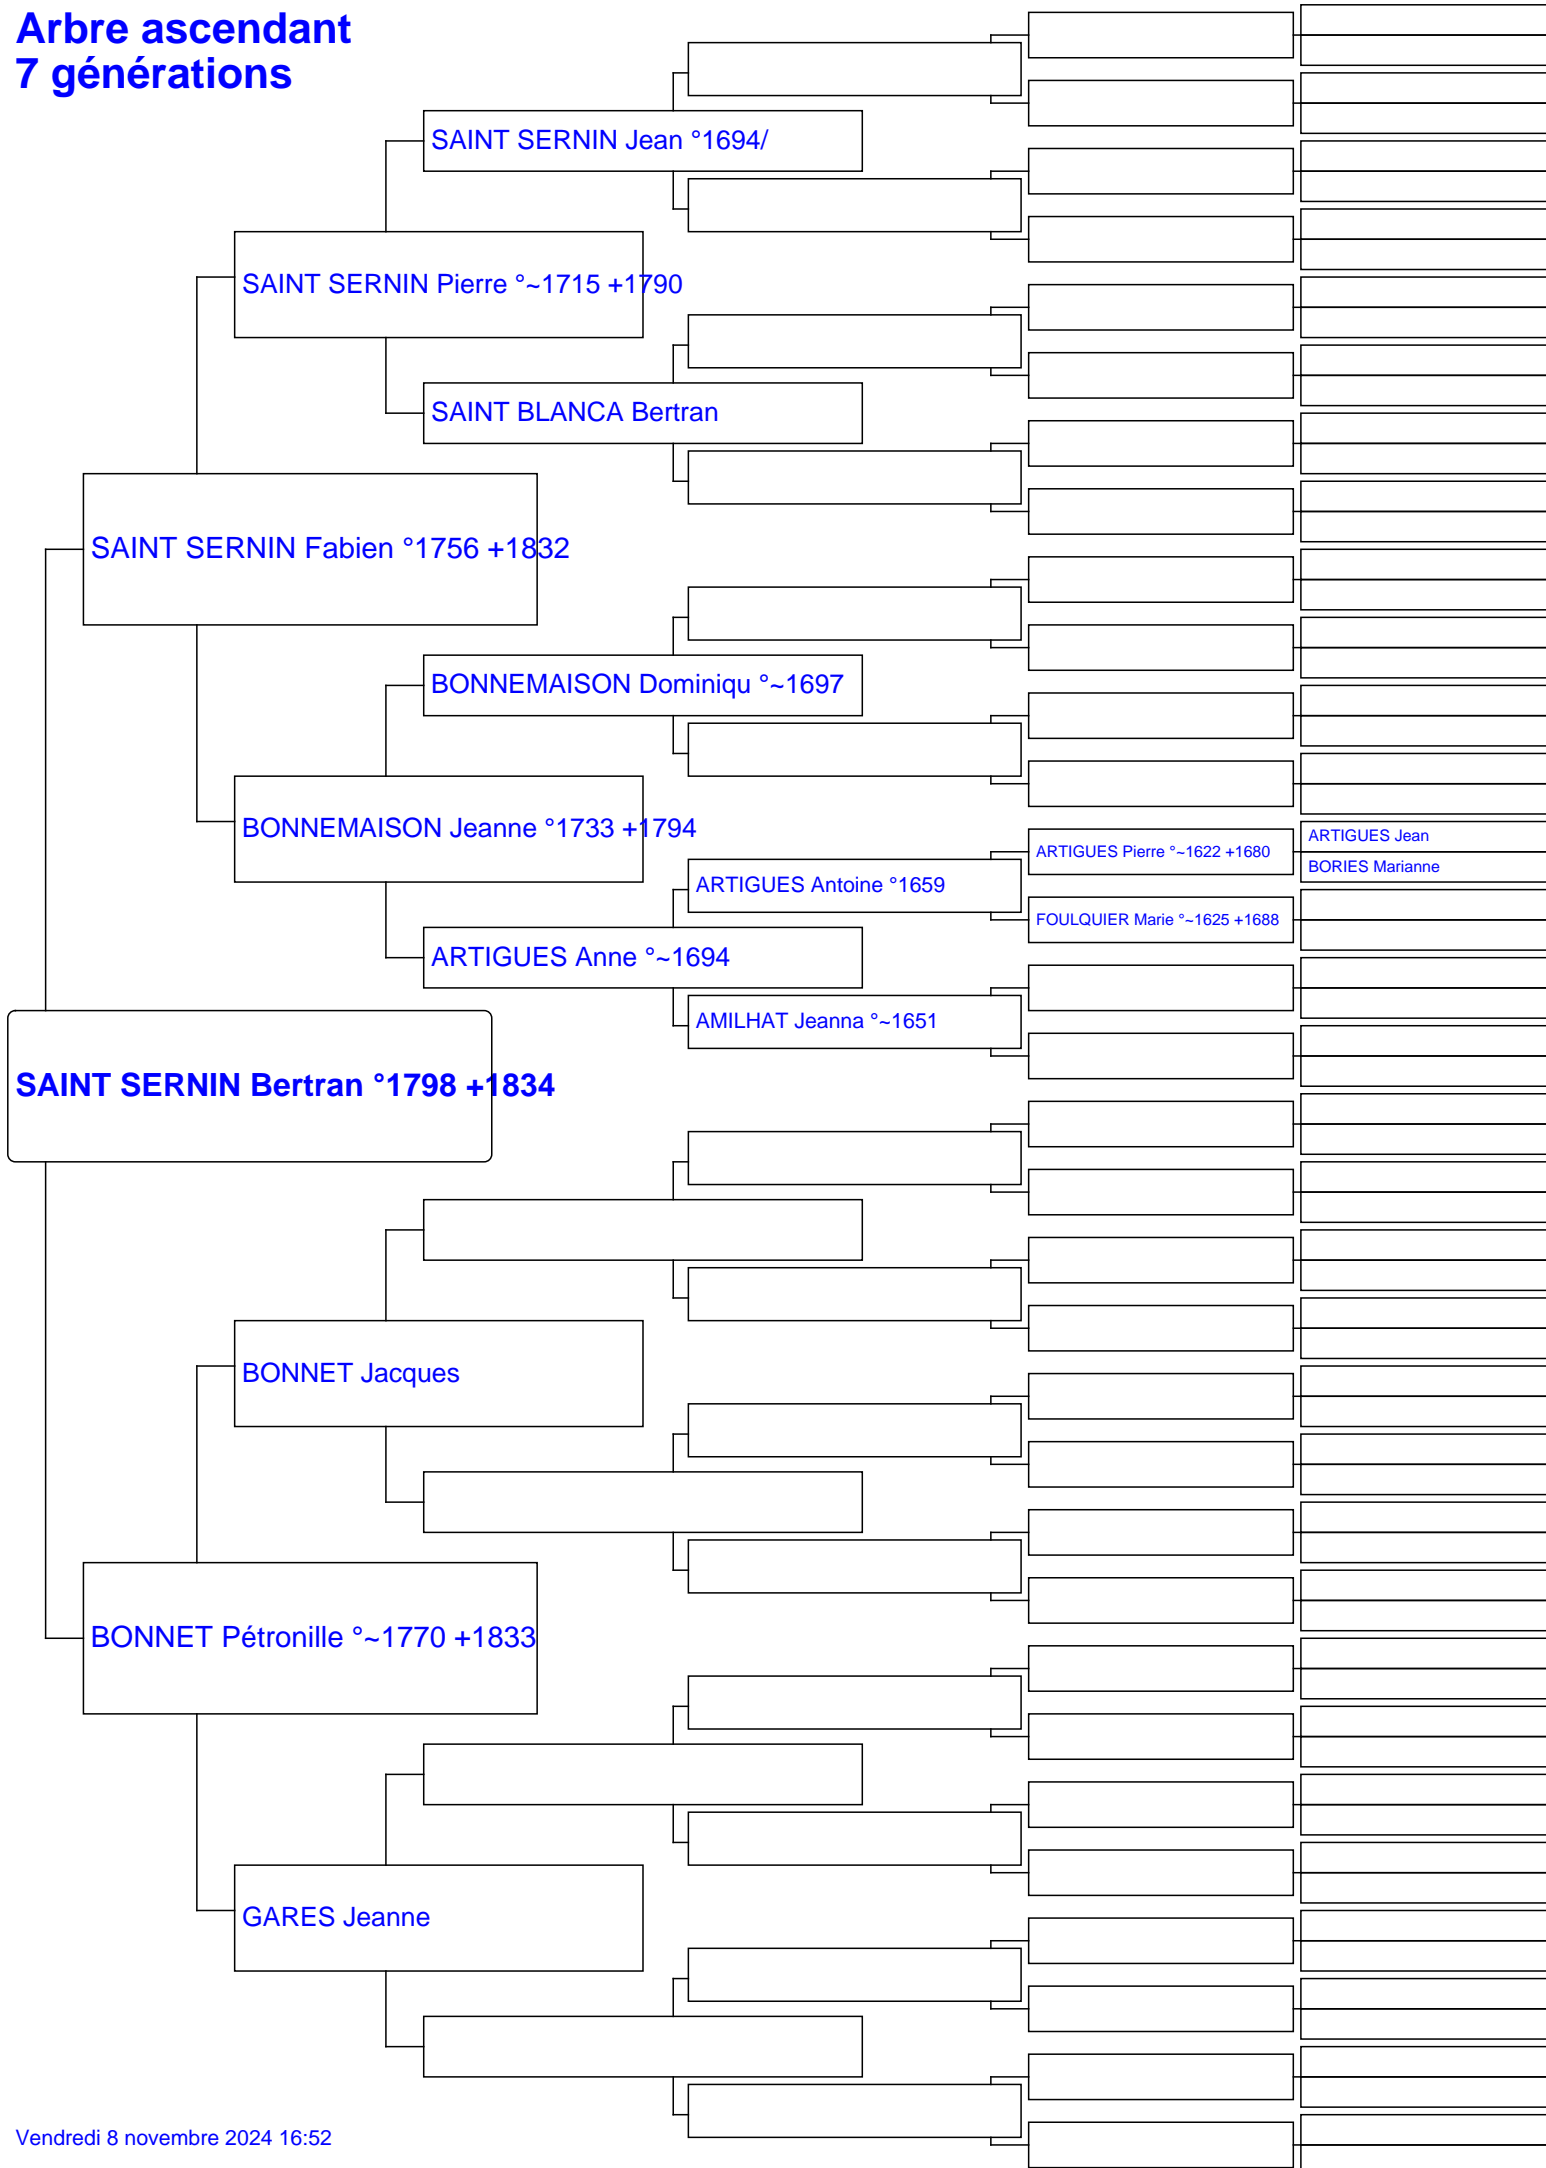 Arbre ascendant
7 générations
SAINT SERNIN Jean °1694/
SAINT SERNIN Pierre °~1715 +1790
SAINT BLANCA Bertran
SAINT SERNIN Fabien °1756 +1832
BONNEMAISON Dominiqu °~1697
BONNEMAISON Jeanne °1733 +1794
ARTIGUES Jean
ARTIGUES Pierre °~1622 +1680
BORIES Marianne
ARTIGUES Antoine °1659
FOULQUIER Marie °~1625 +1688
ARTIGUES Anne °~1694
AMILHAT Jeanna °~1651
SAINT SERNIN Bertran °1798 +1834
BONNET Jacques
BONNET Pétronille °~1770 +1833
GARES Jeanne
Vendredi 8 novembre 2024 16:52